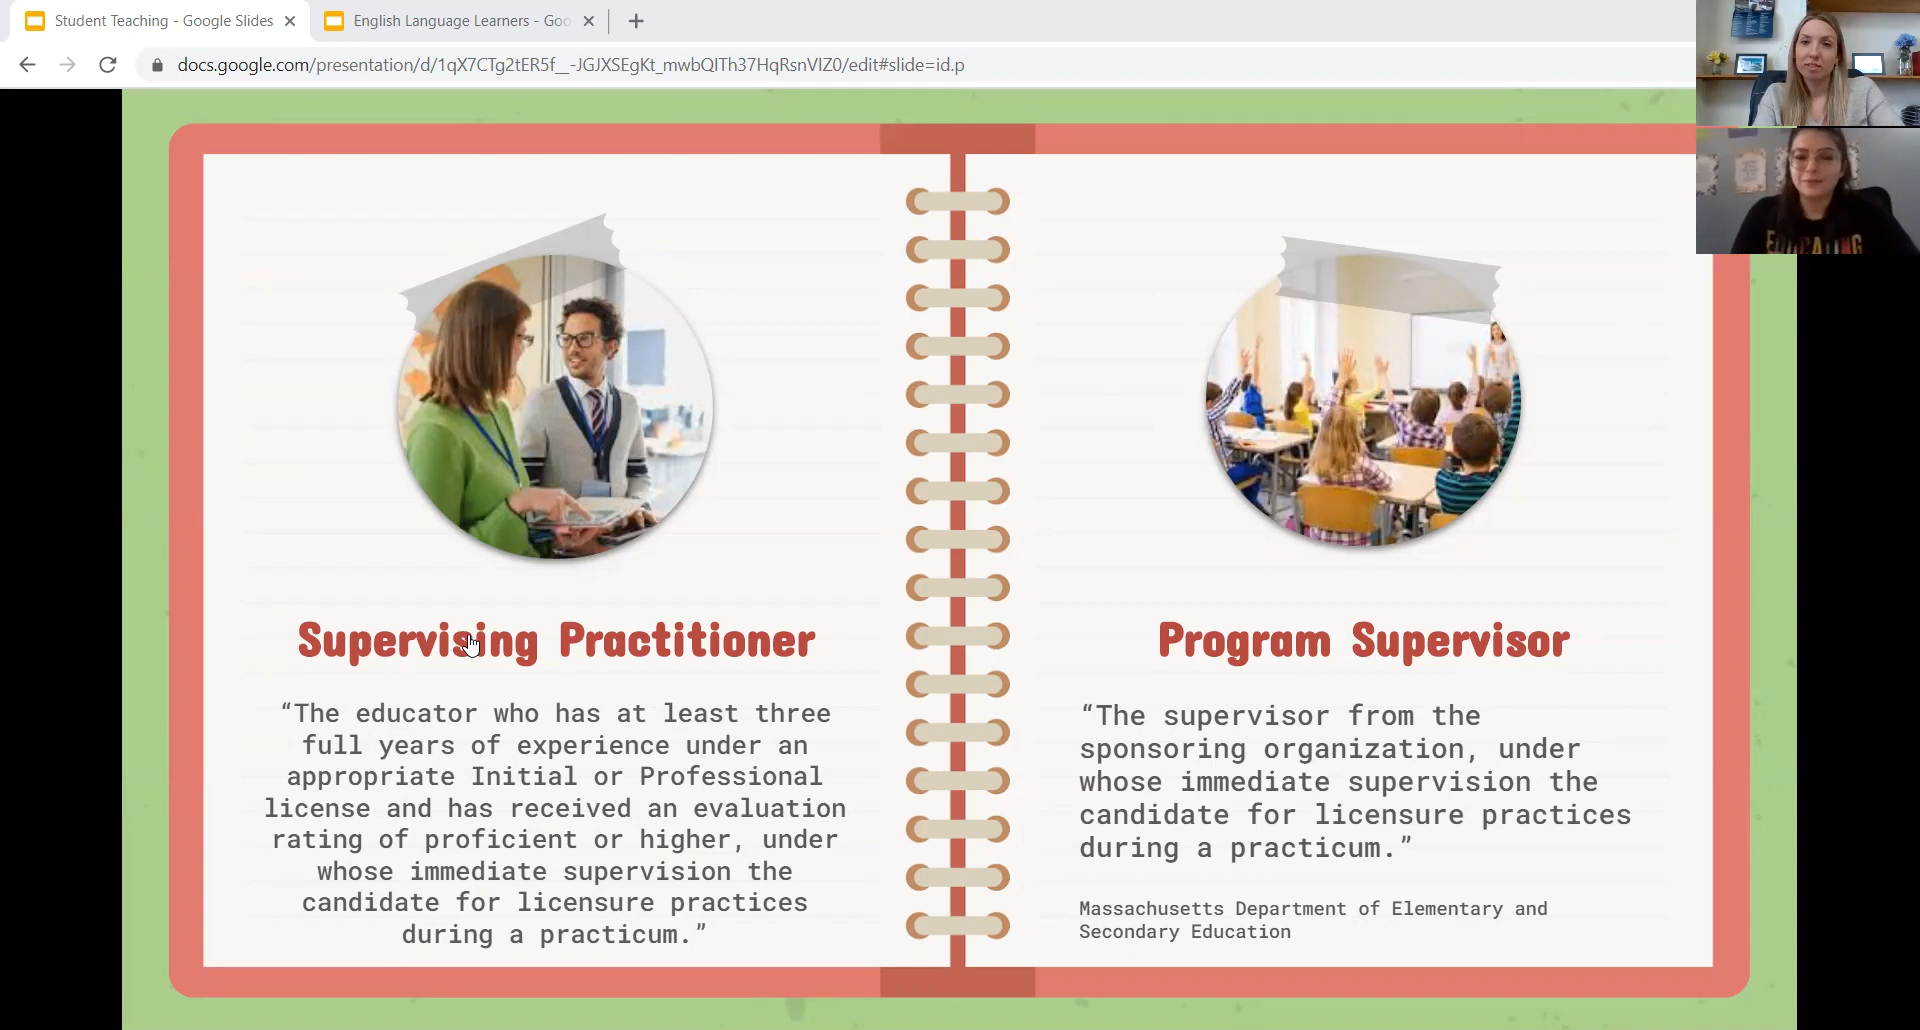 Student Teaching - Google Slides
English Language Learners - Goo
docs.google.com/presentation/d/1qX7CTg2tER5f__-JGJXSEgKt_mwbQITh37HqRsnVIZ0/edit#slide=id.p
EDUCATING
Supervising Practitioner
“The educator who has at least three
full years of experience under an
appropriate Initial or Professional
license and has received an evaluation
rating of proficient or higher, under
whose immediate supervision the
candidate for licensure practices
during a practicum.”
Program Supervisor
“The supervisor from the
sponsoring organization, under
whose immediate supervision the
candidate for licensure practices
during a practicum.”
Massachusetts Department of Elementary and
Secondary Education